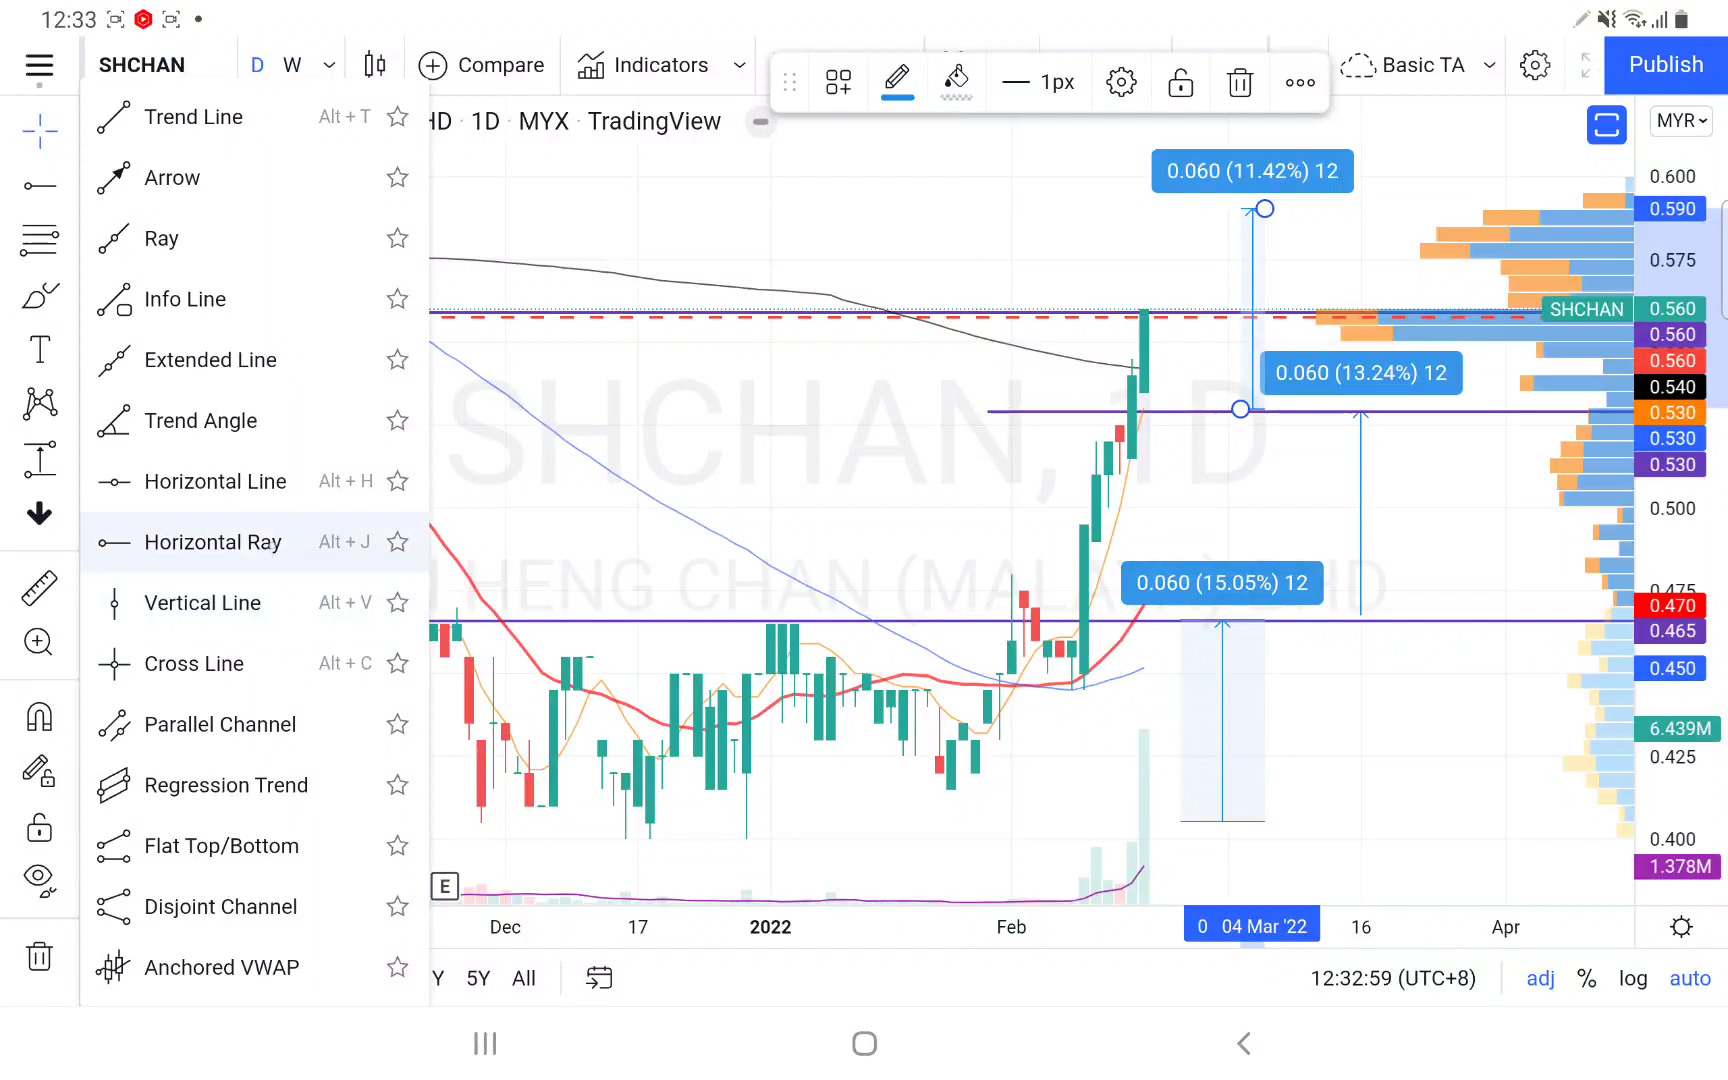 12:33
SHCHAN
D W
Compare
Indicators
1px
Basic TA
Publish
Trend Line Alt + T
Arrow
Ray
Info Line
Extended Line
Trend Angle
Horizontal Line Alt + H
Horizontal Ray Alt + J
Vertical Line Alt + V
Cross Line Alt + C
Parallel Channel
Regression Trend
Flat Top/Bottom
Disjoint Channel
Anchored VWAP
HD · 1D · MYX · TradingView
MYR
0.060 (11.42%) 12
0.060 (13.24%) 12
0.060 (15.05%) 12
SHCHAN, 1D
HENG CHAN (MALAY
HD
0.600
0.590
0.575
SHCHAN 0.560
0.560
0.560
0.540
0.530
0.530
0.530
0.500
0.475
0.470
0.465
0.450
6.439M
0.425
0.400
1.378M
E
Dec 17 2022 Feb 0 04 Mar '22 16 Apr
Y 5Y All
12:32:59 (UTC+8) adj % log auto